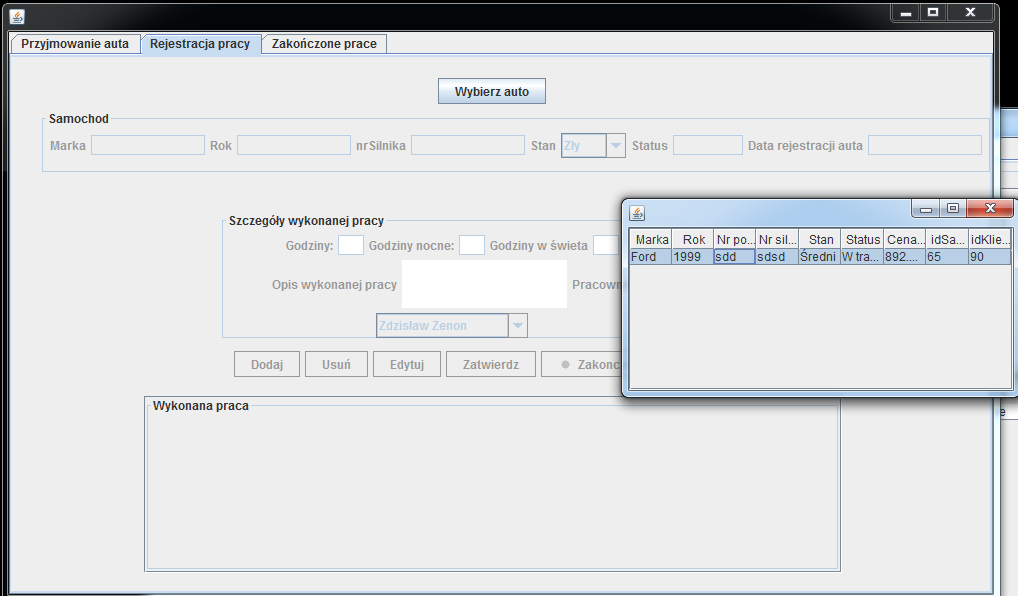 Przyjmowanie auta Rejestracja pracy Zakończone prace
Wybierz auto
Samochod
Marka Rok nrSilnika Stan Zly Status Data rejestracji auta
Szczegóły wykonanej pracy
Godziny: Godziny nocne: Godziny w świeta
Opis wykonanej pracy Pracown
Zdzisław Zenon
Dodaj Usuń Edytuj Zatwierdz Zakonc
Wykonana praca
Marka Rok Nr po... Nr sil... Stan Status Cena... idSa... idKlie...
Ford 1999 sdd sdsd Średni W tra... 892.... 65 90
e